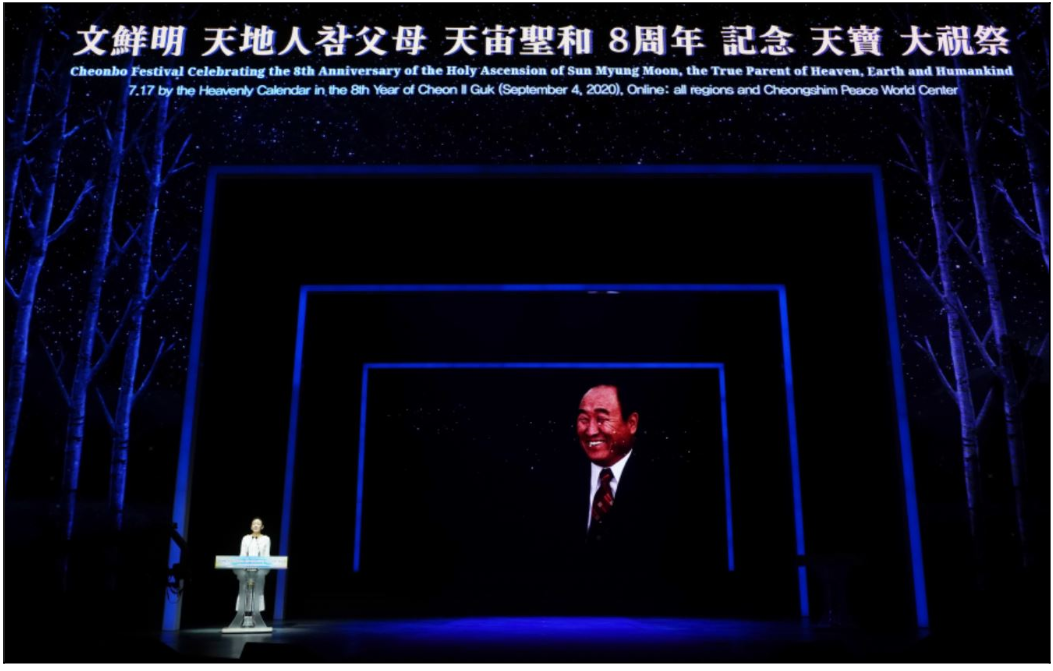 文鮮明 天地人참父母 天宙聖和 8周年 記念 天寶 大祝祭
Cheonbo Festival Celebrating the 8th Anniversary of the Holy Ascension of Sun Myung Moon, the True Parent of Heaven, Earth and Humankind
7.17 by the Heavenly Calendar in the 8th Year of Cheon Il Guk (September 4, 2020), Online: all regions and Cheongshim Peace World Center